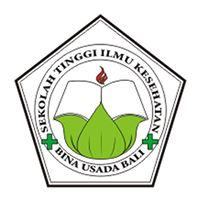 SEKOLAH TINGGI ILMU KESEHATAN
BINA USADA BALI